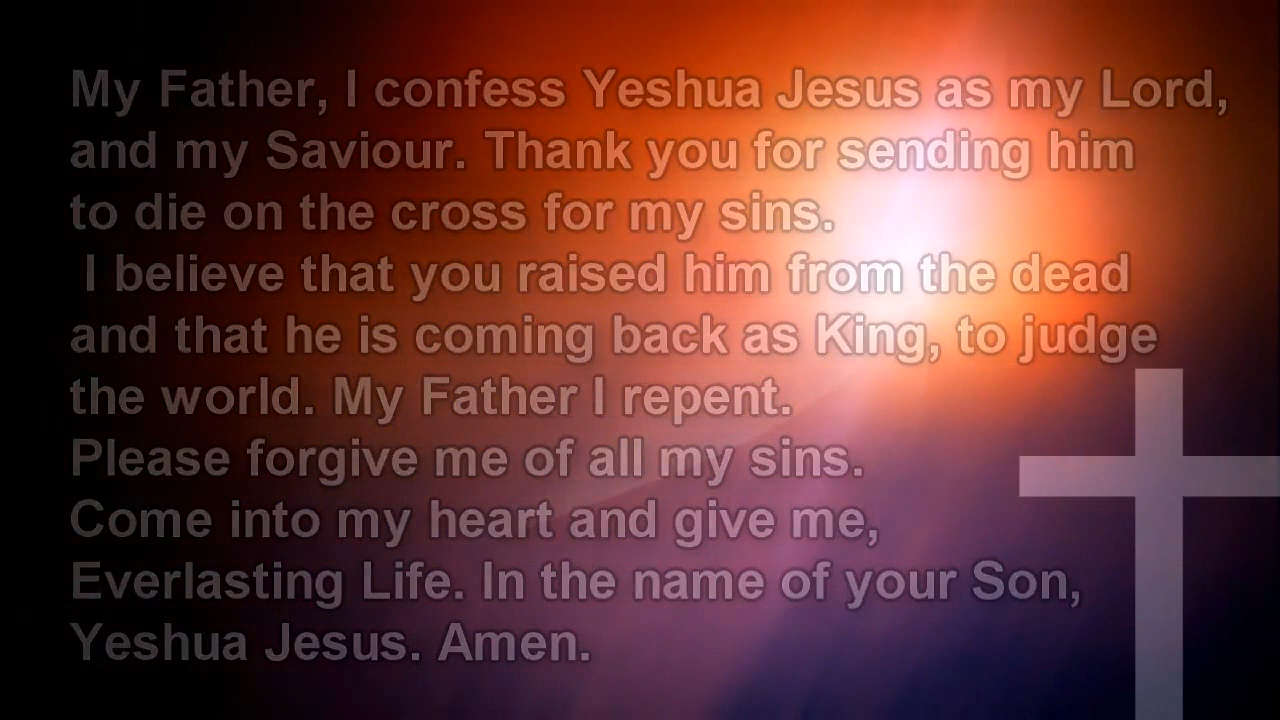 My Father, I confess Yeshua Jesus as my Lord,
and my Saviour. Thank you for sending him
to die on the cross for my sins.
I believe that you raised him from the dead
and that he is coming back as King, to judge
the world. My Father I repent.
Please forgive me of all my sins.
Come into my heart and give me,
Everlasting Life. In the name of your Son,
Yeshua Jesus. Amen.